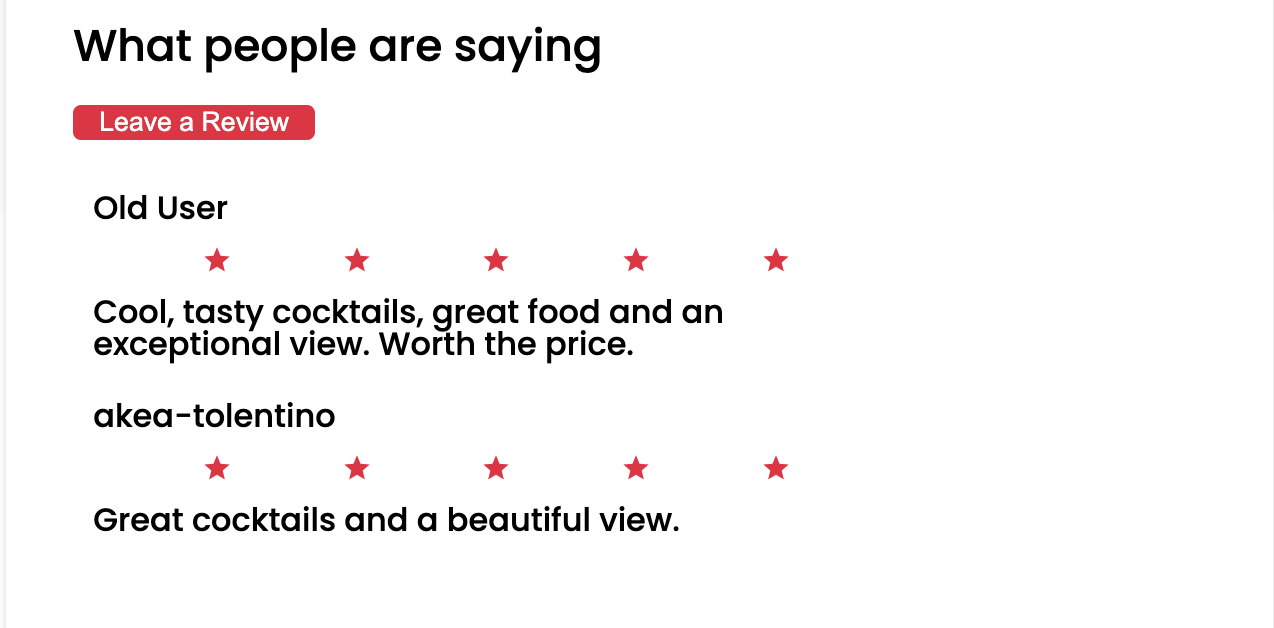 What people are saying
Leave a Review
Old User
Cool, tasty cocktails, great food and an
exceptional view. Worth the price.
akea-tolentino
Great cocktails and a beautiful view.